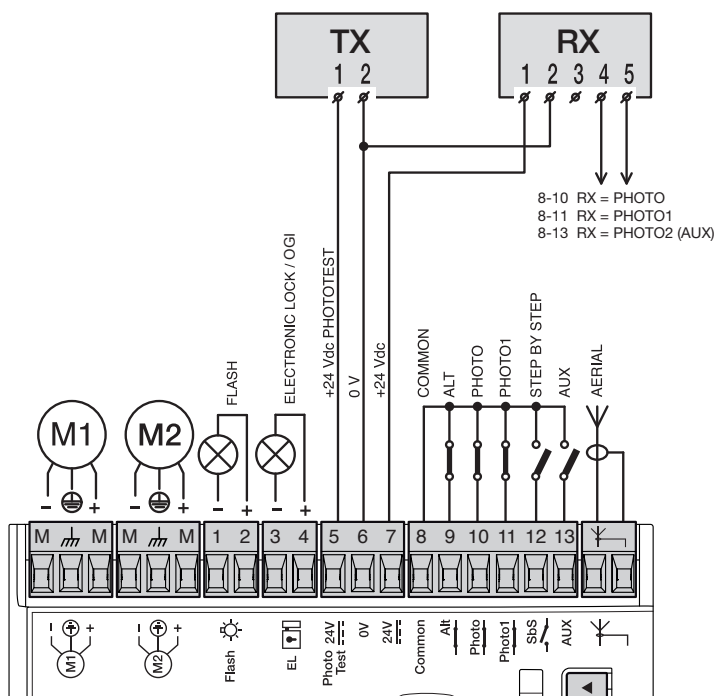 TX
1 2
RX
1 2 3 4 5
8-10 RX = PHOTO
8-11 RX = PHOTO1
8-13 RX = PHOTO2 (AUX)
FLASH
ELECTRONIC LOCK / OGI
+24 Vdc PHOTOTEST
0 V
+24 Vdc
COMMON
ALT
PHOTO
PHOTO1
STEP BY STEP
AUX
AERIAL
M1
M2
- +
- +
- +
- +
M M M M 1 2 3 4 5 6 7 8 9 10 11 12 13
- +
M1
- +
M2
Flash
EL
Photo 24V
Test
0V
24V
Common
Alt
Photo
Photo1
SbS
AUX